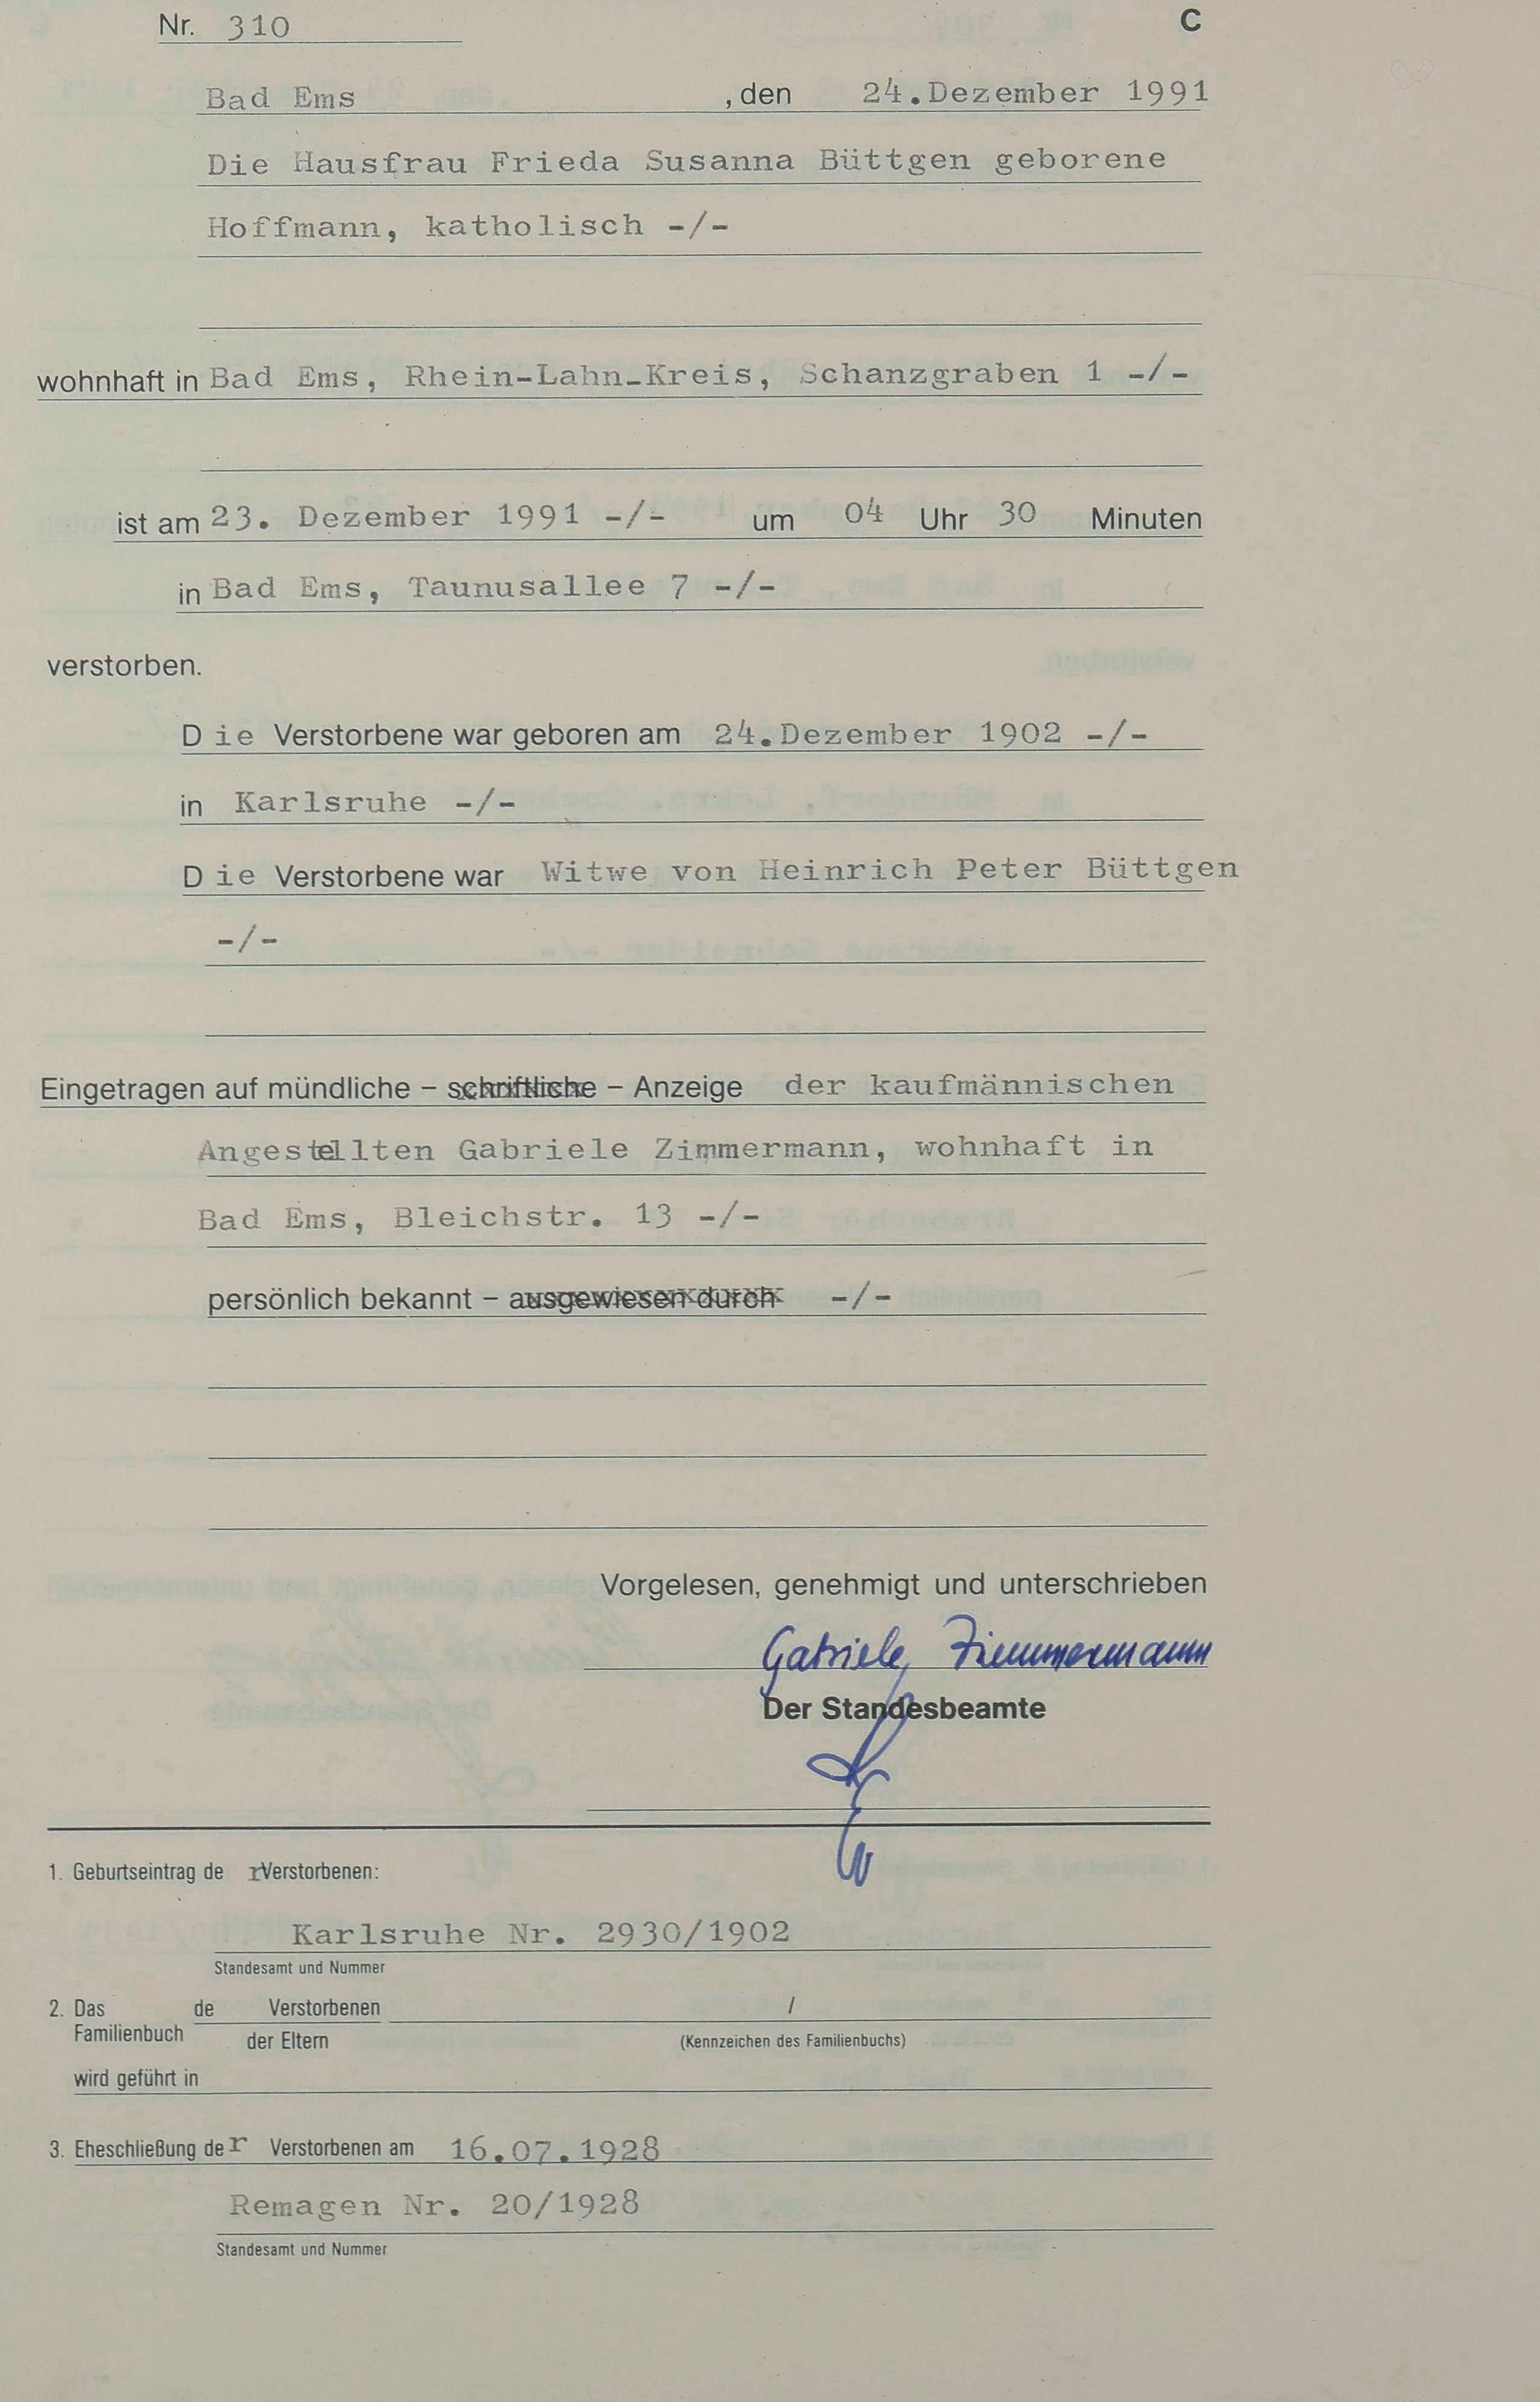 Nr. 310 C
Bad Ems , den 24.Dezember 1991
Die Hausfrau Frieda Susanna Büttgen geborene
Hoffmann, katholisch -/-
wohnhaft in Bad Ems, Rhein-Lahn-Kreis, Schanzgraben 1 -/-
ist am 23. Dezember 1991 -/- um 04 Uhr 30 Minuten
in Bad Ems, Taunusallee 7 -/-
verstorben.
Die Verstorbene war geboren am 24.Dezember 1902 -/-
in Karlsruhe -/-
Die Verstorbene war Witwe von Heinrich Peter Büttgen
-/-
Eingetragen auf mündliche – schriftliche – Anzeige der kaufmännischen
Angestellten Gabriele Zimmermann, wohnhaft in
Bad Ems, Bleichstr. 13 -/-
persönlich bekannt – ausgewiesen durch -/-
Vorgelesen, genehmigt und unterschrieben
Gabriele Zimmermann
Der Standesbeamte
1. Geburtseintrag de r Verstorbenen:
Karlsruhe Nr. 2930/1902
Standesamt und Nummer
2. Das de Verstorbenen /
Familienbuch der Eltern (Kennzeichen des Familienbuchs)
wird geführt in
3. Eheschließung der Verstorbenen am 16.07.1928
Remagen Nr. 20/1928
Standesamt und Nummer